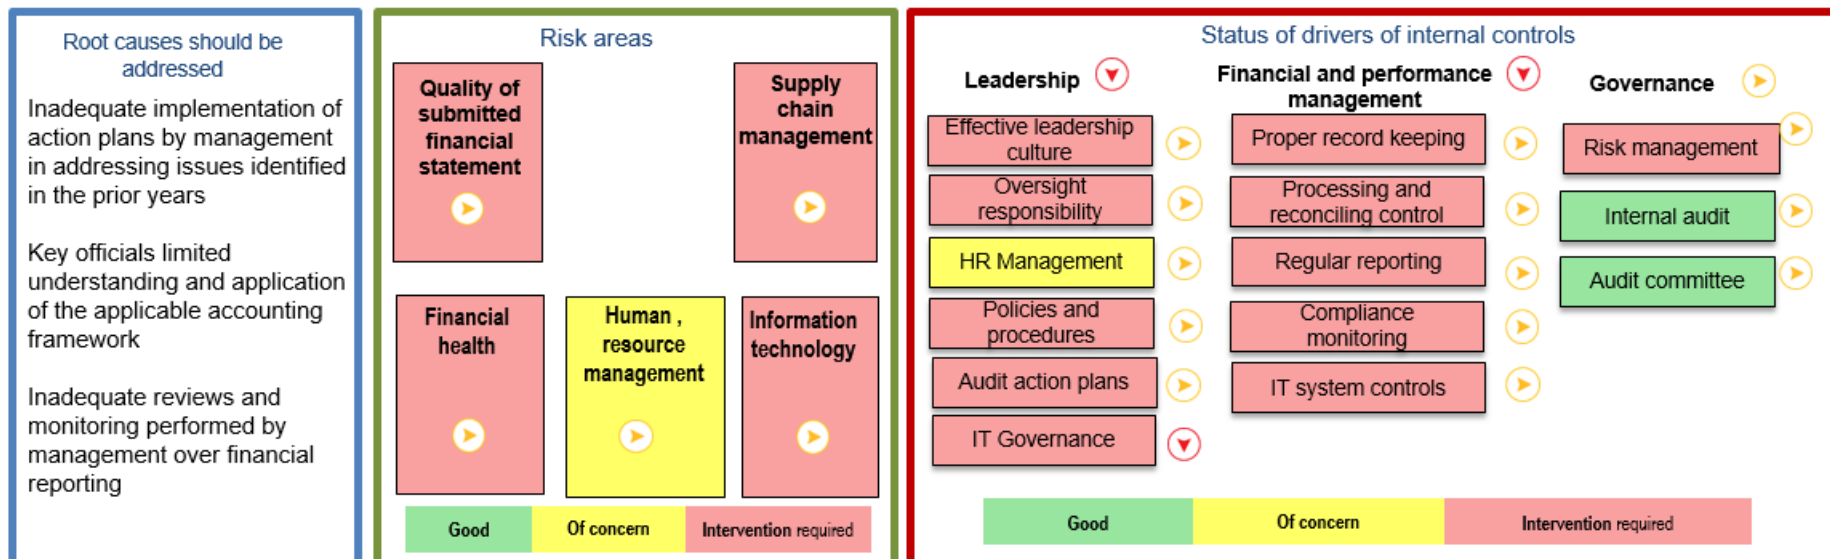 Root causes should be
addressed
Inadequate implementation of
action plans by management
in addressing issues identified
in the prior years
Key officials limited
understanding and application
of the applicable accounting
framework
Inadequate reviews and
monitoring performed by
management over financial
reporting
Risk areas
Quality of
submitted
financial
statement
Supply
chain
management
Financial
health
Human ,
resource
management
Information
technology
Good
Of concern
Intervention required
Status of drivers of internal controls
Leadership
Effective leadership
culture
Oversight
responsibility
HR Management
Policies and
procedures
Audit action plans
IT Governance
Financial and performance
management
Proper record keeping
Processing and
reconciling control
Regular reporting
Compliance
monitoring
IT system controls
Governance
Risk management
Internal audit
Audit committee
Good
Of concern
Intervention required